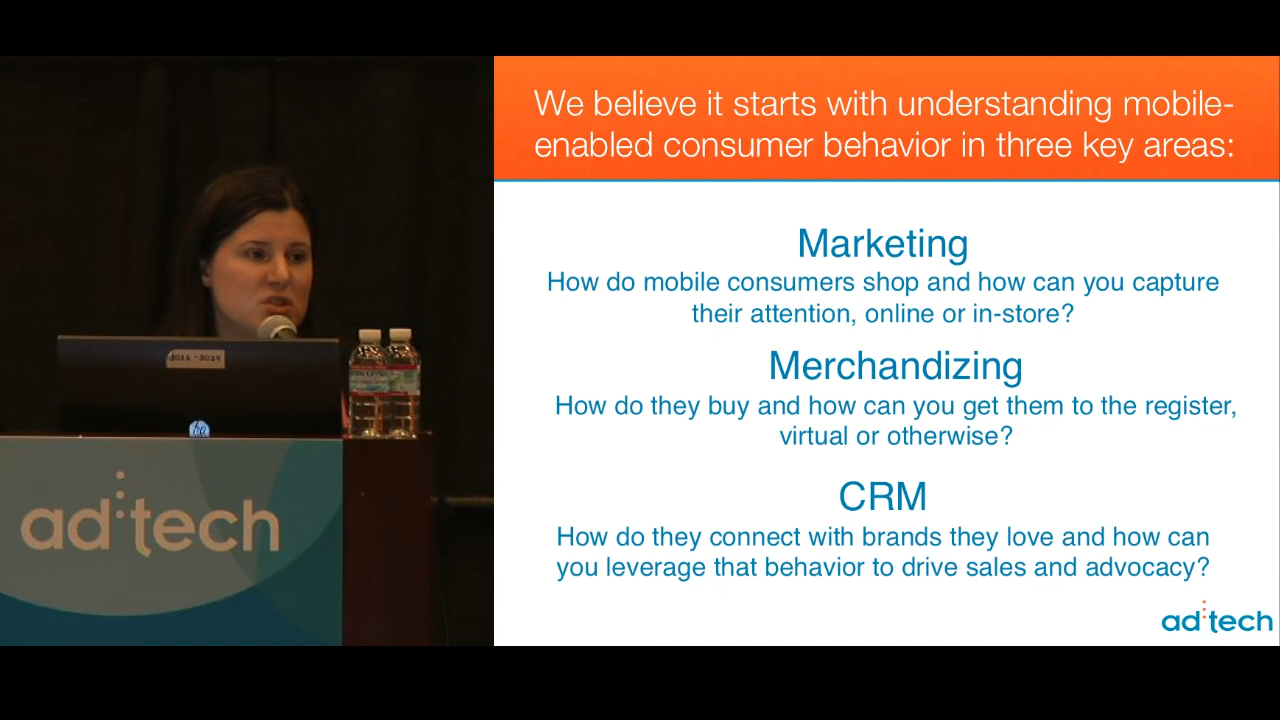 We believe it starts with understanding mobile-
enabled consumer behavior in three key areas:
Marketing
How do mobile consumers shop and how can you capture
their attention, online or in-store?
Merchandizing
How do they buy and how can you get them to the register,
virtual or otherwise?
CRM
How do they connect with brands they love and how can
you leverage that behavior to drive sales and advocacy?
ad:tech
ad:tech
hp